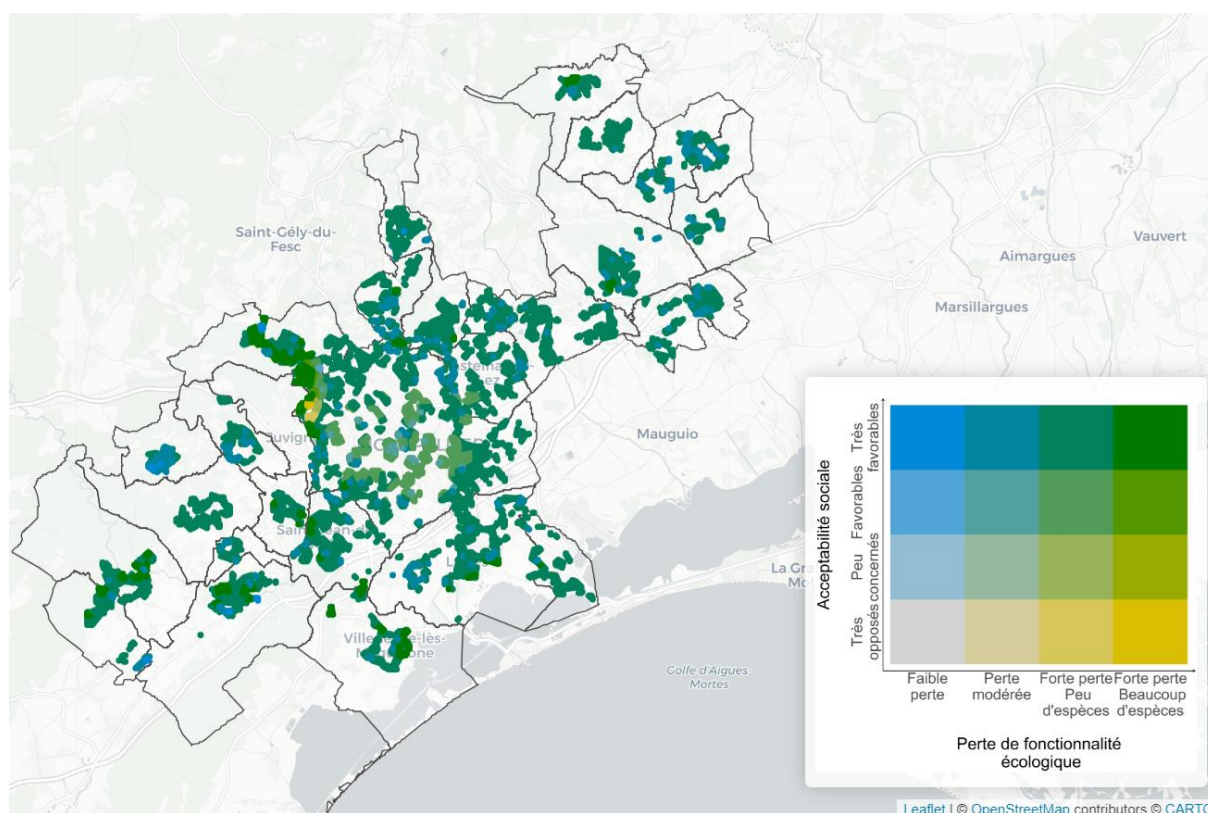 Saint-Gély-du-
Fesc
Vauvert
Aimargues
Marsillargues
Mauguio
La Gra
Golfe d'Aigues-
Mortes
Acceptabilité sociale
Très
favorables
Favorables
Peu
concernés
Très
opposés
Faible
perte
Perte
modérée
Forte perte
Peu
d'espèces
Forte perte
Beaucoup
d'espèces
Perte de fonctionnalité
écologique
Leaflet | © OpenStreetMap contributors © CARTO